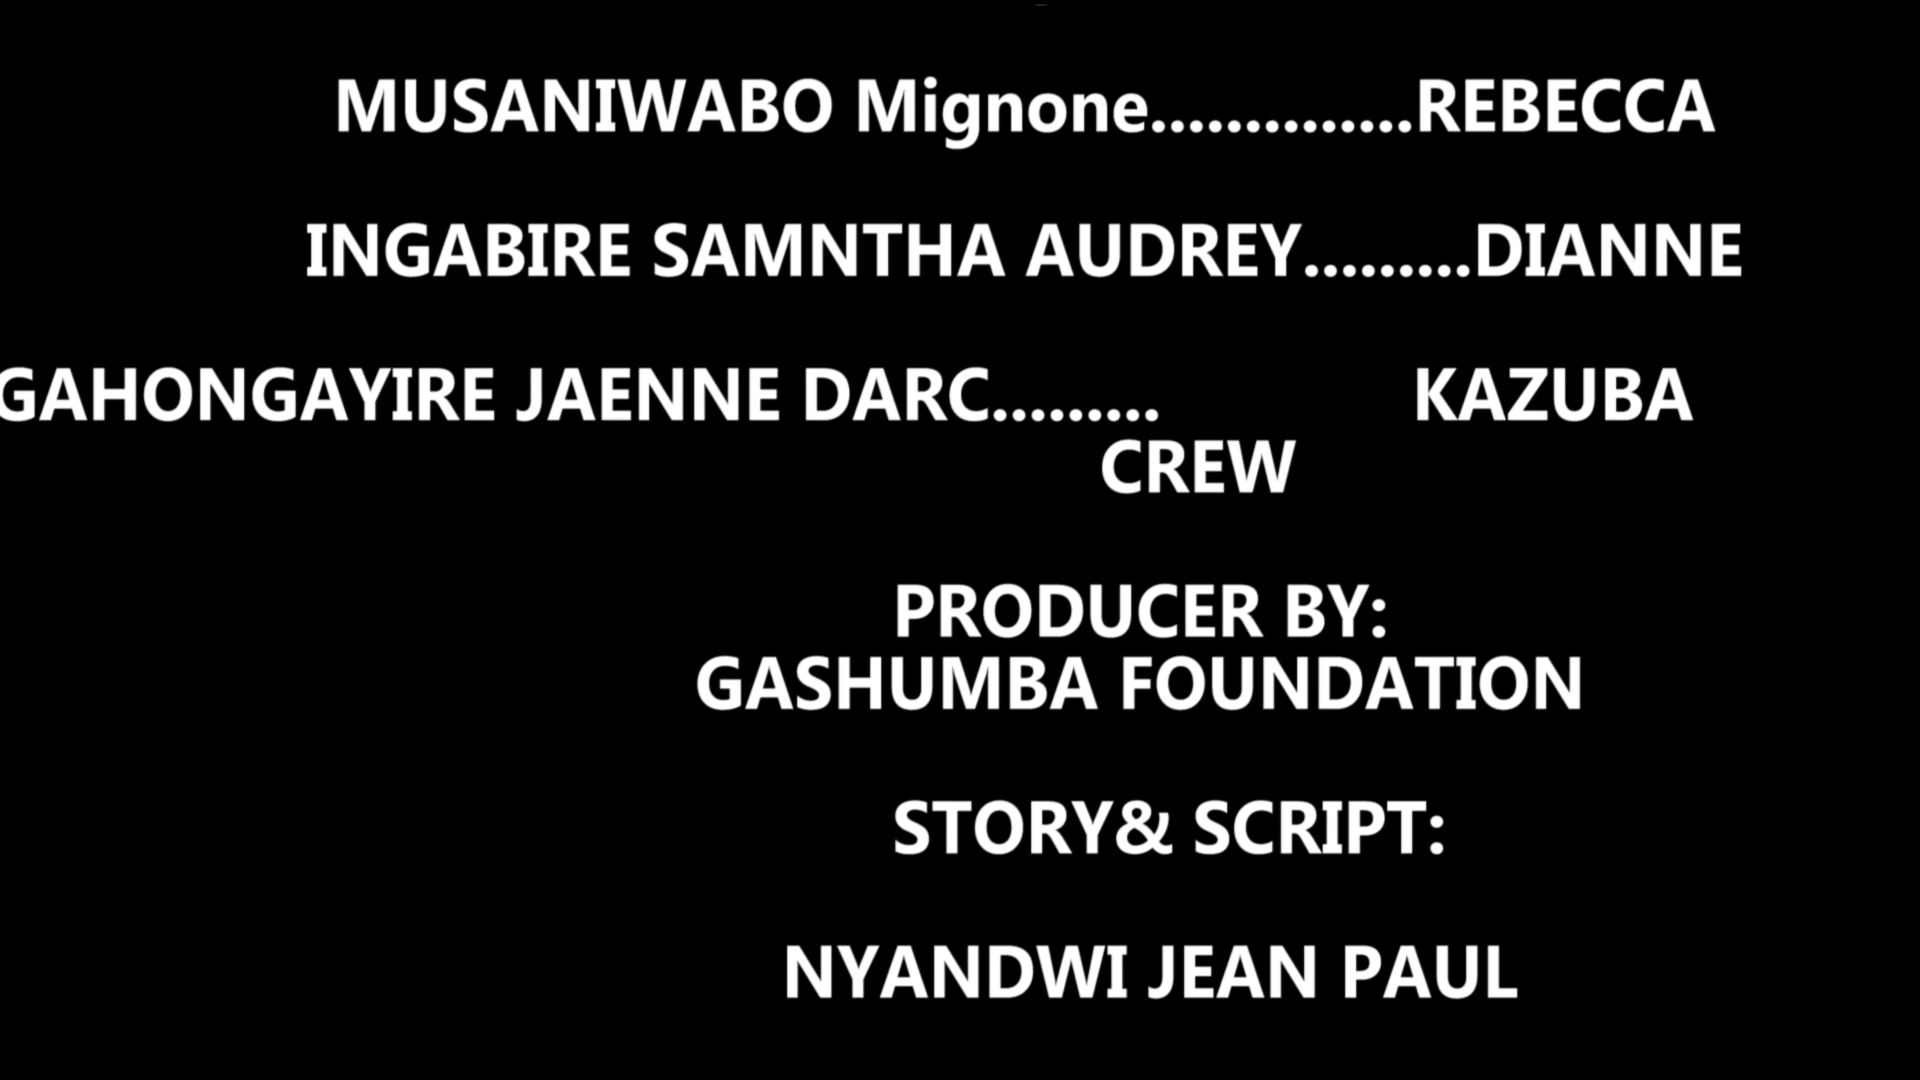 MUSANIWABO Mignone..............REBECCA
INGABIRE SAMNTHA AUDREY.........DIANNE
GAHONGAYIRE JAENNE DARC......... KAZUBA
CREW
PRODUCER BY:
GASHUMBA FOUNDATION
STORY& SCRIPT:
NYANDWI JEAN PAUL